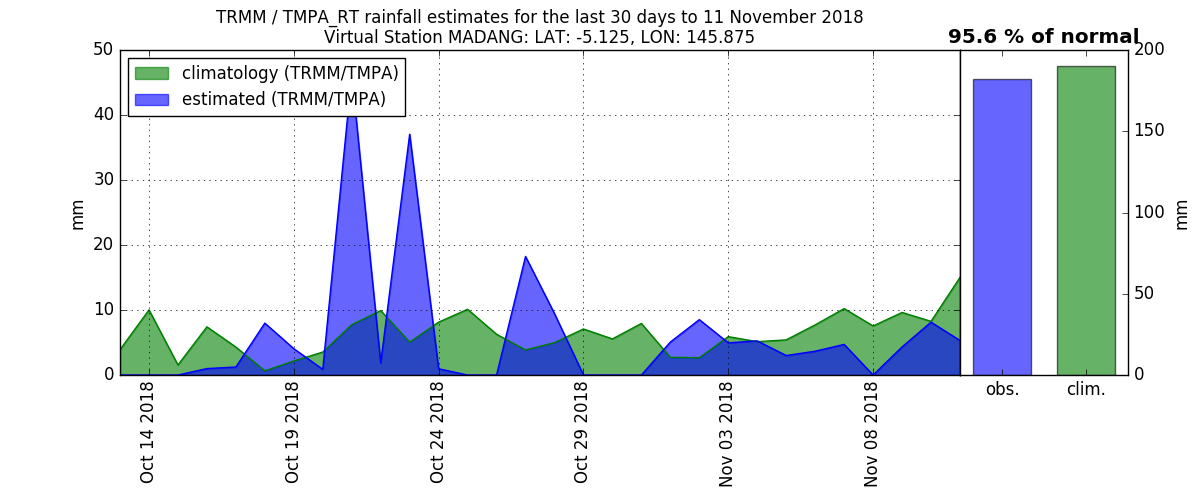 TRMM / TMPA_RT rainfall estimates for the last 30 days to 11 November 2018
Virtual Station MADANG: LAT: -5.125, LON: 145.875
95.6 % of normal
climatology (TRMM/TMPA)
estimated (TRMM/TMPA)
50
40
30
20
10
0
mm
Oct 14 2018
Oct 19 2018
Oct 24 2018
Oct 29 2018
Nov 03 2018
Nov 08 2018
obs.
clim.
200
150
100
50
0
mm